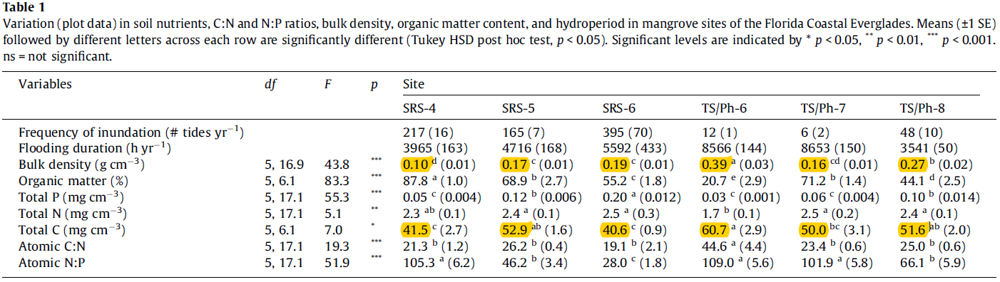 Table 1
Variation (plot data) in soil nutrients, C:N and N:P ratios, bulk density, organic matter content, and hydroperiod in mangrove sites of the Florida Coastal Everglades. Means (±1 SE)
followed by different letters across each row are significantly different (Tukey HSD post hoc test, p < 0.05). Significant levels are indicated by * p < 0.05, ** p < 0.01, *** p < 0.001.
ns = not significant.
Variables df F p Site
SRS-4 SRS-5 SRS-6 TS/Ph-6 TS/Ph-7 TS/Ph-8
Frequency of inundation (# tides yr⁻¹) 217 (16) 165 (7) 395 (70) 12 (1) 6 (2) 48 (10)
Flooding duration (h yr⁻¹) 3965 (163) 4716 (168) 5592 (433) 8566 (144) 8653 (150) 3541 (50)
Bulk density (g cm⁻³) 5, 16.9 43.8 *** 0.10 d (0.01) 0.17 c (0.01) 0.19 c (0.01) 0.39 a (0.03) 0.16 cd (0.01) 0.27 b (0.02)
Organic matter (%) 5, 6.1 83.3 *** 87.8 a (1.0) 68.9 b (2.7) 55.2 c (1.8) 20.7 e (2.9) 71.2 b (1.4) 44.1 d (2.5)
Total P (mg cm⁻³) 5, 17.1 55.3 *** 0.05 c (0.004) 0.12 b (0.006) 0.20 a (0.012) 0.03 c (0.001) 0.06 c (0.004) 0.10 b (0.014)
Total N (mg cm⁻³) 5, 17.1 5.1 ** 2.3 ab (0.1) 2.4 a (0.1) 2.5 a (0.3) 1.7 b (0.1) 2.5 a (0.2) 2.4 a (0.1)
Total C (mg cm⁻³) 5, 6.1 7.0 * 41.5 c (2.7) 52.9 ab (1.6) 40.6 c (0.9) 60.7 a (2.9) 50.0 bc (3.1) 51.6 ab (2.0)
Atomic C:N 5, 17.1 19.3 *** 21.3 b (1.2) 26.2 b (0.4) 19.1 b (2.1) 44.6 a (4.4) 23.4 b (0.6) 25.0 b (0.6)
Atomic N:P 5, 17.1 51.9 *** 105.3 a (6.2) 46.2 b (3.4) 28.0 c (1.8) 109.0 a (5.6) 101.9 a (5.8) 66.1 b (5.9)